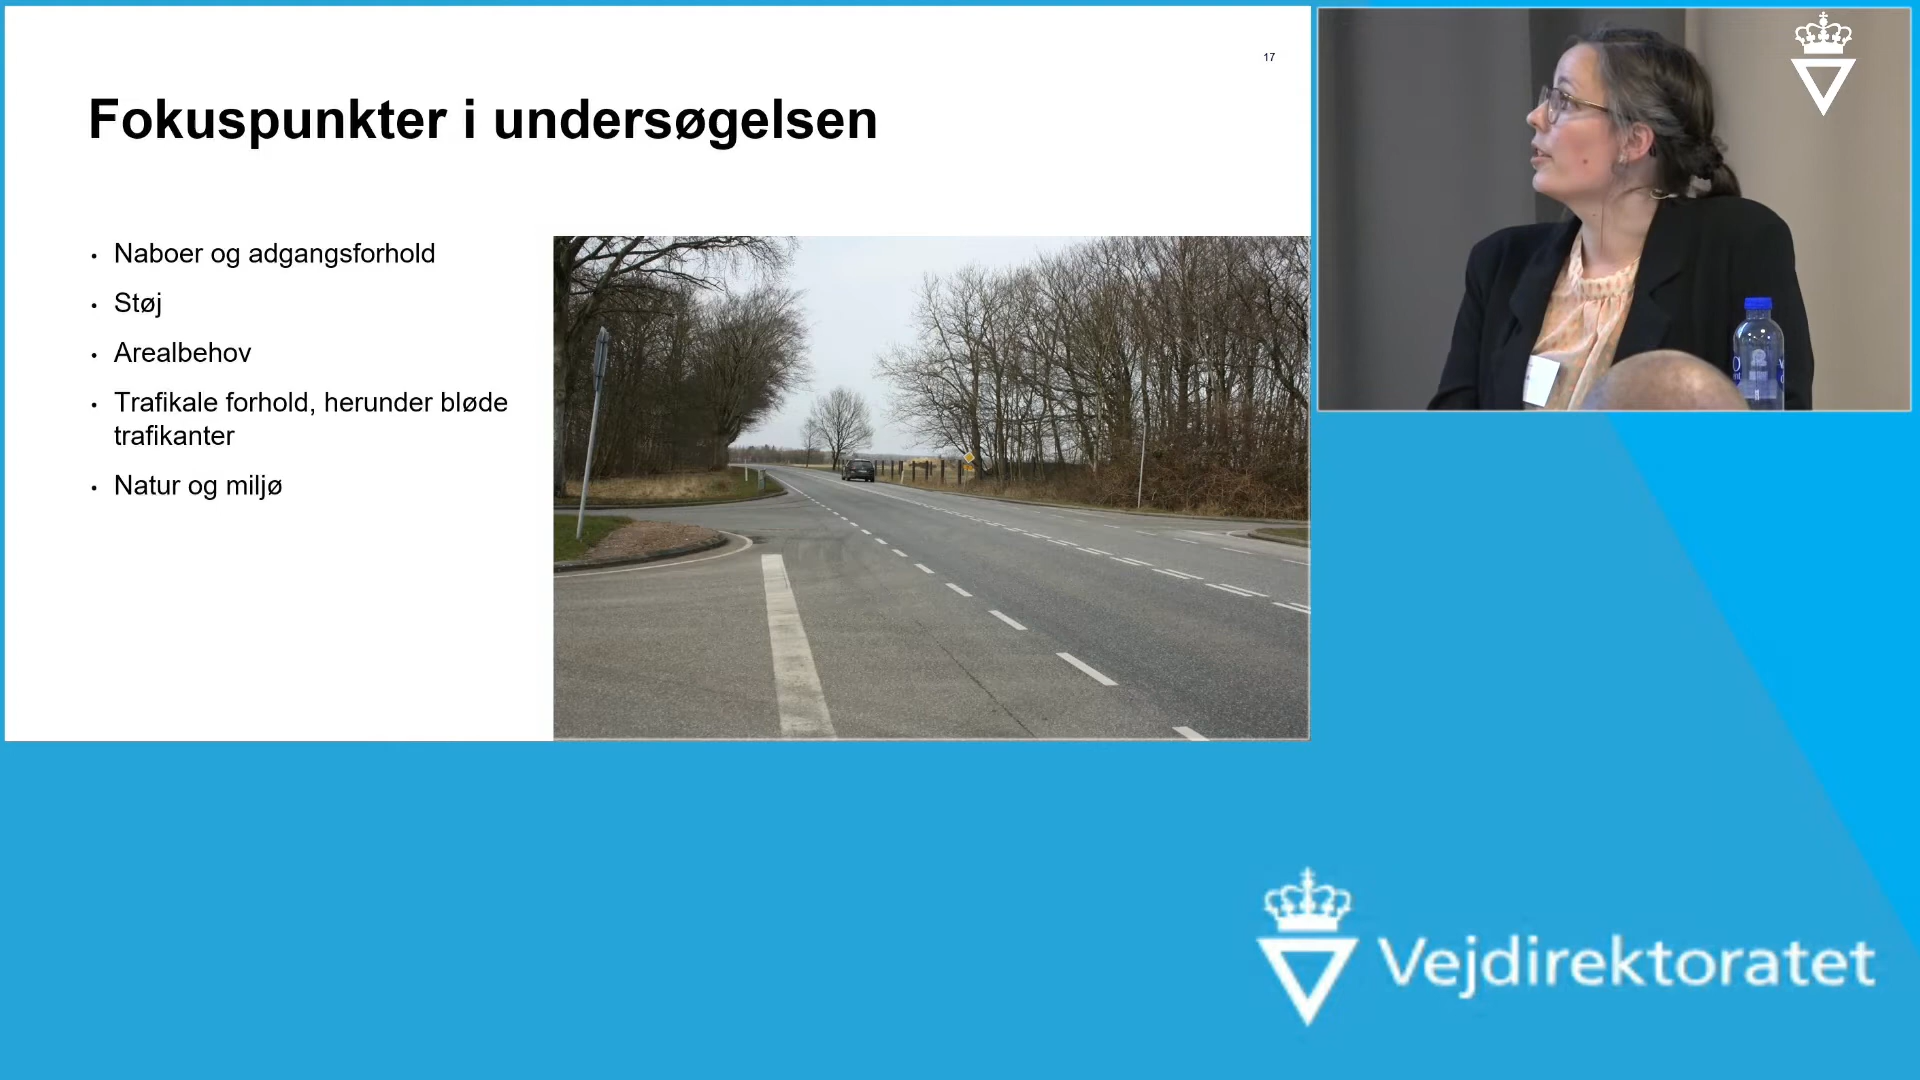 17
Fokuspunkter i undersøgelsen
• Naboer og adgangsforhold
• Støj
• Arealbehov
• Trafikale forhold, herunder bløde
trafikanter
• Natur og miljø
Vejdirektoratet